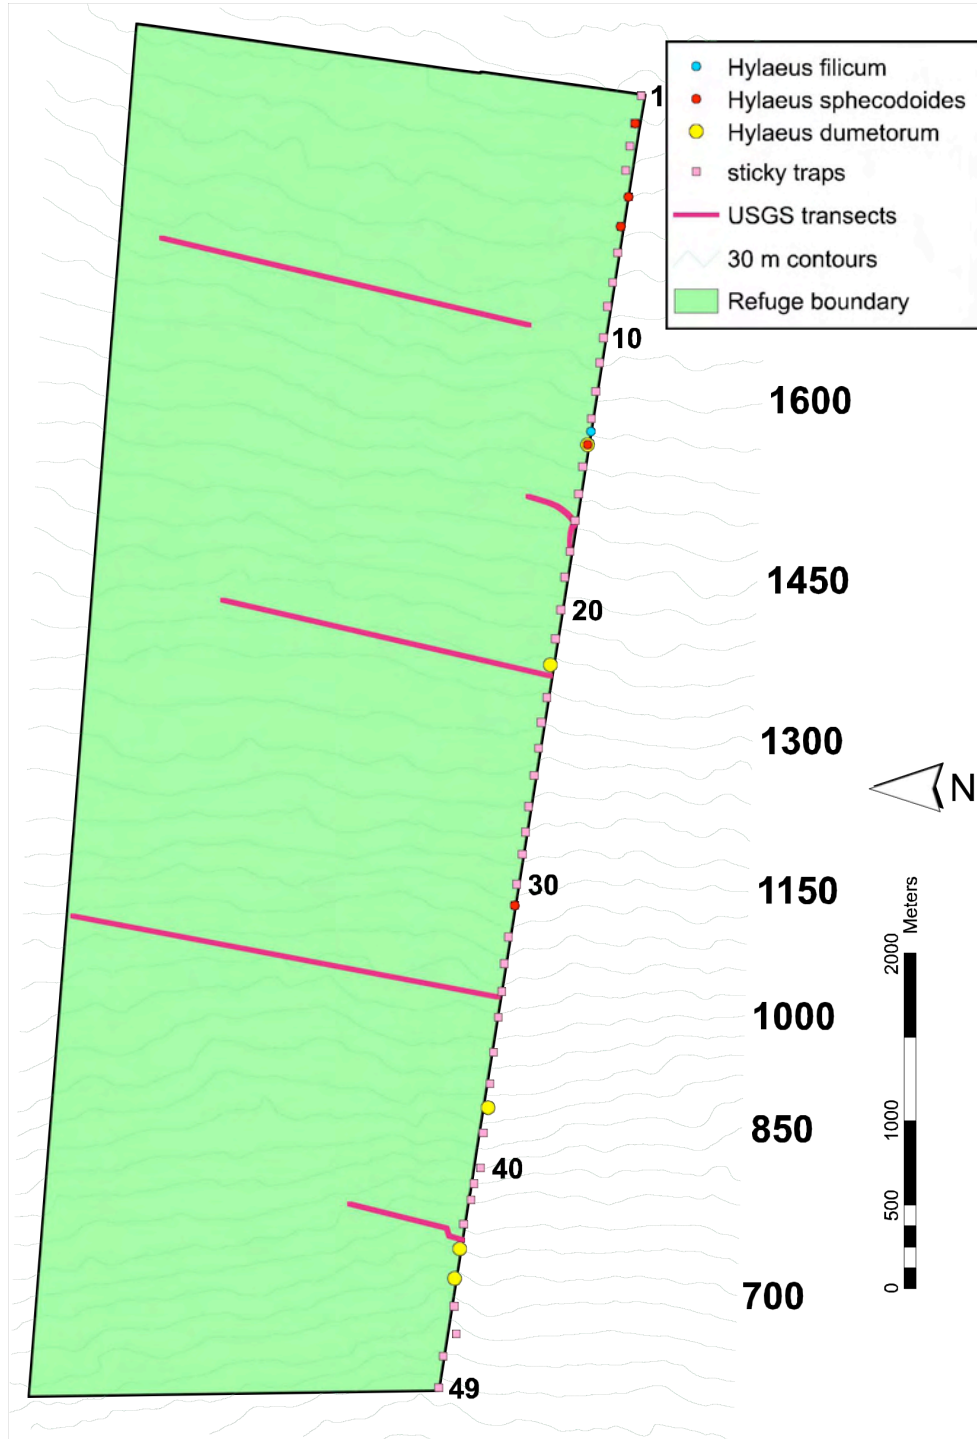 1
Hylaeus filicum
Hylaeus sphecodoides
Hylaeus dumetorum
sticky traps
USGS transects
30 m contours
Refuge boundary
10
1600
1450
20
1300
N
30
1150
Meters
2000
1000
1000
850
500
40
0
700
49